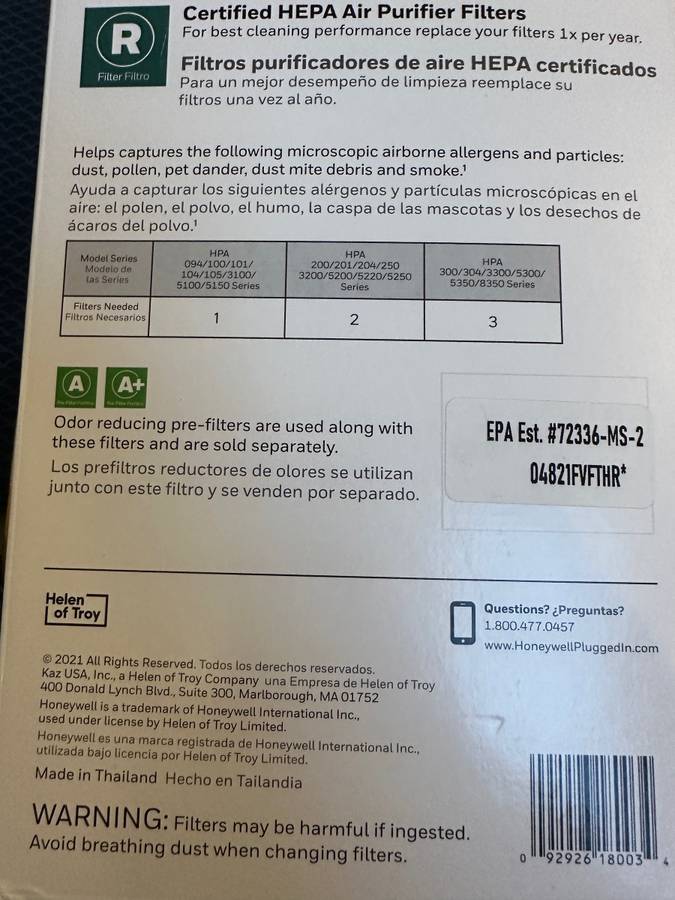 R
Filter Filtro
Certified HEPA Air Purifier Filters
For best cleaning performance replace your filters 1x per year.
Filtros purificadores de aire HEPA certificados
Para un mejor desempeño de limpieza reemplace su
filtros una vez al año.
Helps captures the following microscopic airborne allergens and particles:
dust, pollen, pet dander, dust mite debris and smoke.¹
Ayuda a capturar los siguientes alérgenos y partículas microscópicas en el
aire: el polen, el polvo, el humo, la caspa de las mascotas y los desechos de
ácaros del polvo.¹
Model Series
Modelo de
las Series
HPA
094/100/101/
104/105/3100/
5100/5150 Series
HPA
200/201/204/250
3200/5200/5220/5250
Series
HPA
300/304/3300/5300/
5350/8350 Series
Filters Needed
Filtros Necesarios
1
2
3
A
A+
Odor reducing pre-filters are used along with
these filters and are sold separately.
Los prefiltros reductores de olores se utilizan
junto con este filtro y se venden por separado.
EPA Est. #72336-MS-2
04821FVFTHR*
Helen
of Troy
Questions? ¿Preguntas?
1.800.477.0457
www.HoneywellPluggedIn.com
© 2021 All Rights Reserved. Todos los derechos reservados.
Kaz USA, Inc., a Helen of Troy Company una Empresa de Helen of Troy
400 Donald Lynch Blvd., Suite 300, Marlborough, MA 01752
Honeywell is a trademark of Honeywell International Inc.,
used under license by Helen of Troy Limited.
Honeywell es una marca registrada de Honeywell International Inc.,
utilizada bajo licencia por Helen of Troy Limited.
Made in Thailand Hecho en Tailandia
WARNING: Filters may be harmful if ingested.
Avoid breathing dust when changing filters.
0 92926 18003 4